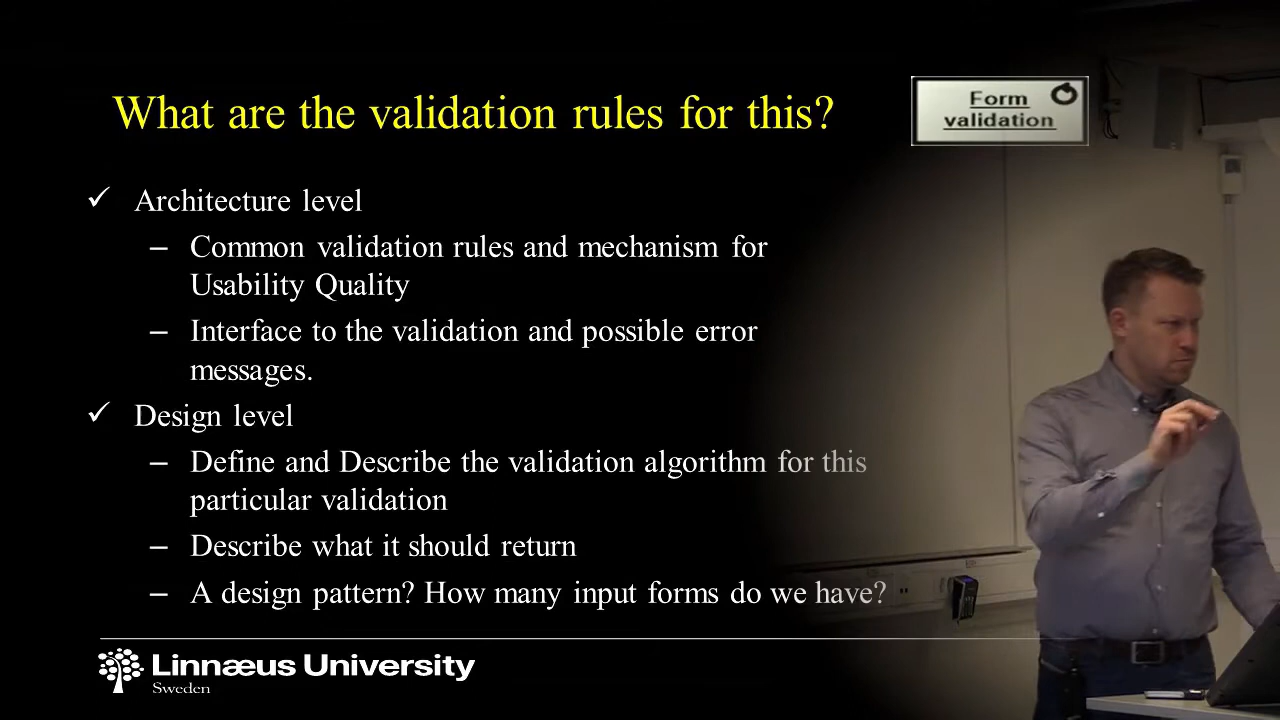 What are the validation rules for this?
Form
validation
✓ Architecture level
– Common validation rules and mechanism for
Usability Quality
– Interface to the validation and possible error
messages.
✓ Design level
– Define and Describe the validation algorithm for this
particular validation
– Describe what it should return
– A design pattern? How many input forms do we have?
Linnæus University
Sweden